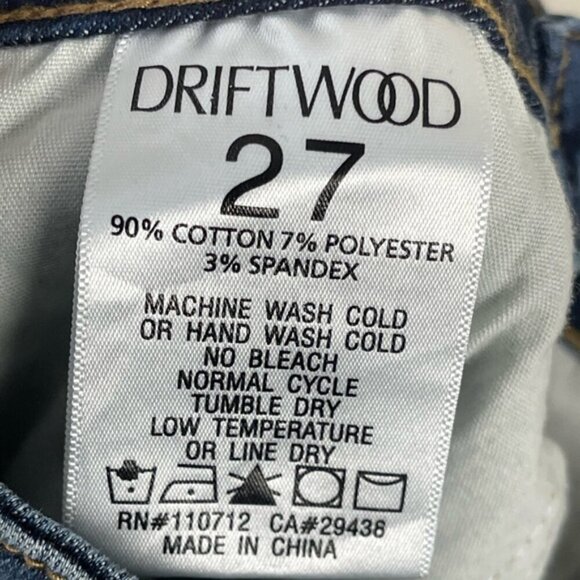 DRIFTWOOD
27
90% COTTON 7% POLYESTER
3% SPANDEX
MACHINE WASH COLD
OR HAND WASH COLD
NO BLEACH
NORMAL CYCLE
TUMBLE DRY
LOW TEMPERATURE
OR LINE DRY
RN#110712 CA#29436
MADE IN CHINA